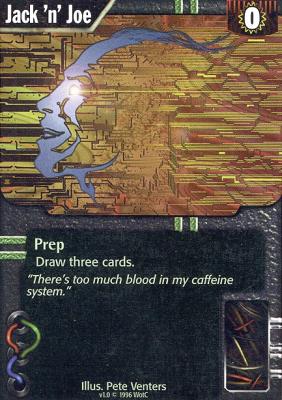 Jack 'n' Joe
0
Prep
Draw three cards.
"There's too much blood in my caffeine
system."
Illus. Pete Venters
v1.0 © 1996 WotC